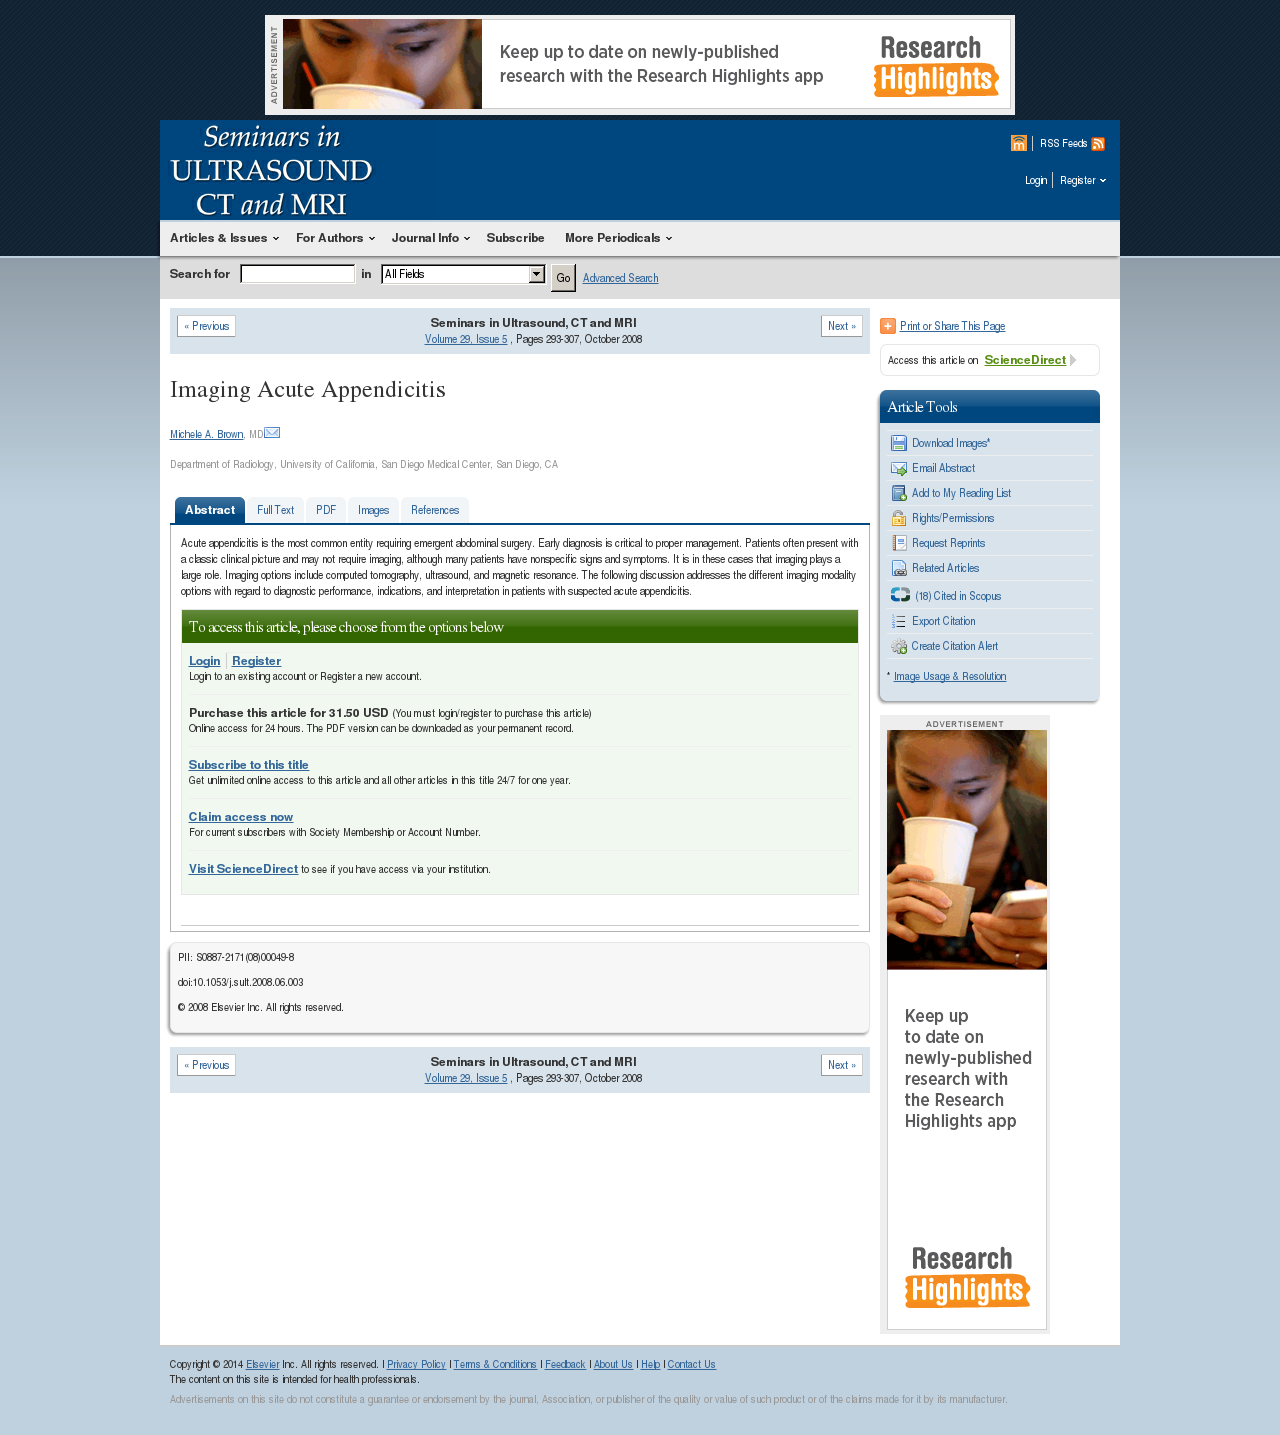 ADVERTISEMENT
Keep up to date on newly-published
research with the Research Highlights app
Research
Highlights
Seminars in
ULTRASOUND
CT and MRI
RSS Feeds
Login
Register
Articles & Issues
For Authors
Journal Info
Subscribe
More Periodicals
Search for
in
All Fields
Go
Advanced Search
« Previous
Seminars in Ultrasound, CT and MRI
Volume 29, Issue 5 , Pages 293-307, October 2008
Next »
Imaging Acute Appendicitis
Michele A. Brown, MD
Department of Radiology, University of California, San Diego Medical Center, San Diego, CA
Abstract
Full Text
PDF
Images
References
Acute appendicitis is the most common entity requiring emergent abdominal surgery. Early diagnosis is critical to proper management. Patients often present with
a classic clinical picture and may not require imaging, although many patients have nonspecific signs and symptoms. It is in these cases that imaging plays a
large role. Imaging options include computed tomography, ultrasound, and magnetic resonance. The following discussion addresses the different imaging modality
options with regard to diagnostic performance, indications, and interpretation in patients with suspected acute appendicitis.
To access this article, please choose from the options below
Login
Register
Login to an existing account or Register a new account.
Purchase this article for 31.50 USD (You must login/register to purchase this article)
Online access for 24 hours. The PDF version can be downloaded as your permanent record.
Subscribe to this title
Get unlimited online access to this article and all other articles in this title 24/7 for one year.
Claim access now
For current subscribers with Society Membership or Account Number.
Visit ScienceDirect to see if you have access via your institution.
PII: S0887-2171(08)00049-8
doi:10.1053/j.sult.2008.06.003
© 2008 Elsevier Inc. All rights reserved.
« Previous
Seminars in Ultrasound, CT and MRI
Volume 29, Issue 5 , Pages 293-307, October 2008
Next »
Print or Share This Page
Access this article on ScienceDirect
Article Tools
Download Images*
Email Abstract
Add to My Reading List
Rights/Permissions
Request Reprints
Related Articles
(18) Cited in Scopus
Export Citation
Create Citation Alert
* Image Usage & Resolution
ADVERTISEMENT
Keep up
to date on
newly-published
research with
the Research
Highlights app
Research
Highlights
Copyright © 2014 Elsevier Inc. All rights reserved. | Privacy Policy | Terms & Conditions | Feedback | About Us | Help | Contact Us
The content on this site is intended for health professionals.
Advertisements on this site do not constitute a guarantee or endorsement by the journal, Association, or publisher of the quality or value of such product or of the claims made for it by its manufacturer.